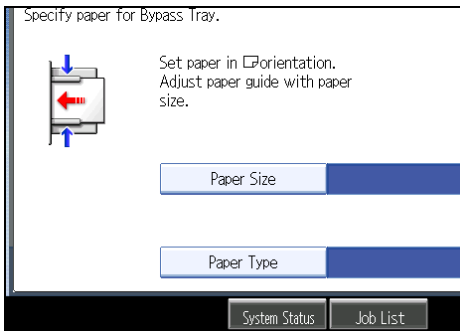 Specify paper for Bypass Tray.
Set paper in orientation.
Adjust paper guide with paper
size.
Paper Size
Paper Type
System Status
Job List